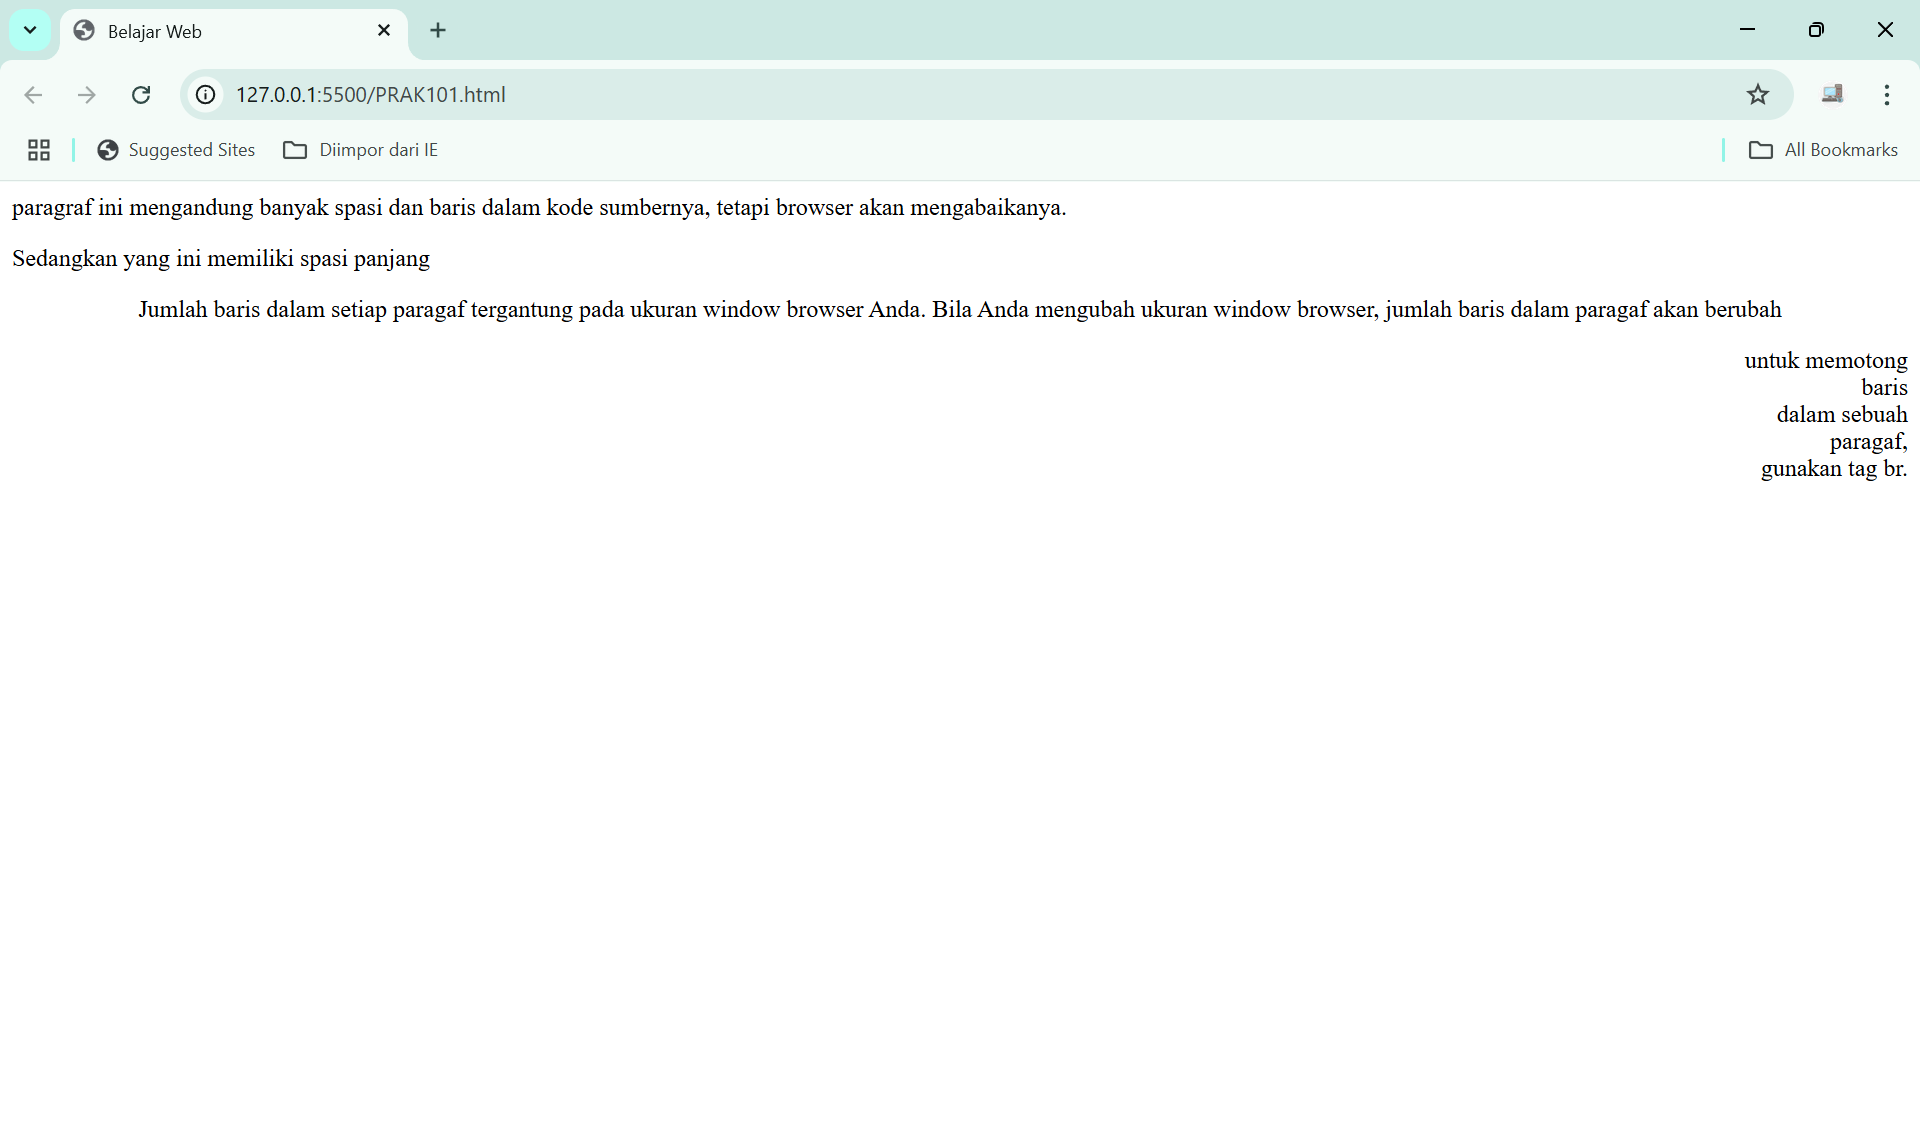 Belajar Web
127.0.0.1:5500/PRAK101.html
Suggested Sites
Diimpor dari IE
All Bookmarks
paragraf ini mengandung banyak spasi dan baris dalam kode sumbernya, tetapi browser akan mengabaikanya.
Sedangkan yang ini memiliki spasi panjang
Jumlah baris dalam setiap paragaf tergantung pada ukuran window browser Anda. Bila Anda mengubah ukuran window browser, jumlah baris dalam paragaf akan berubah
untuk memotong
baris
dalam sebuah
paragaf,
gunakan tag br.